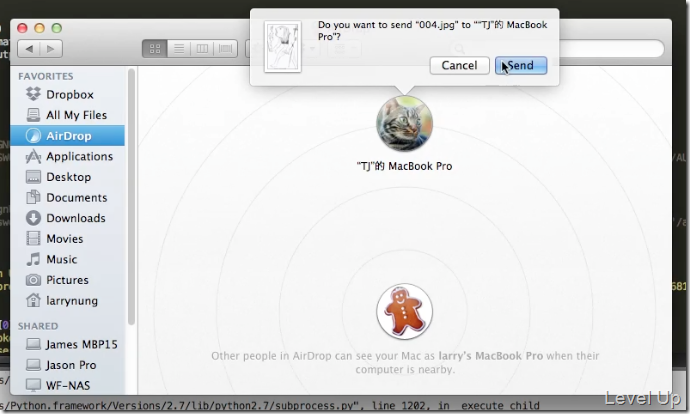 Do you want to send “004.jpg” to ““TJ”的 MacBook
Pro”?
Cancel
Send
FAVORITES
Dropbox
All My Files
AirDrop
Applications
Desktop
Documents
Downloads
Movies
Music
Pictures
larrynung
SHARED
James MBP15
Jason Pro
WF-NAS
“TJ”的 MacBook Pro
Other people in AirDrop can see your Mac as larry's MacBook Pro when their
computer is nearby.
Level Up
s/Python.framework/Versions/2.7/lib/python2.7/subprocess.py", line 1202, in _execute_child